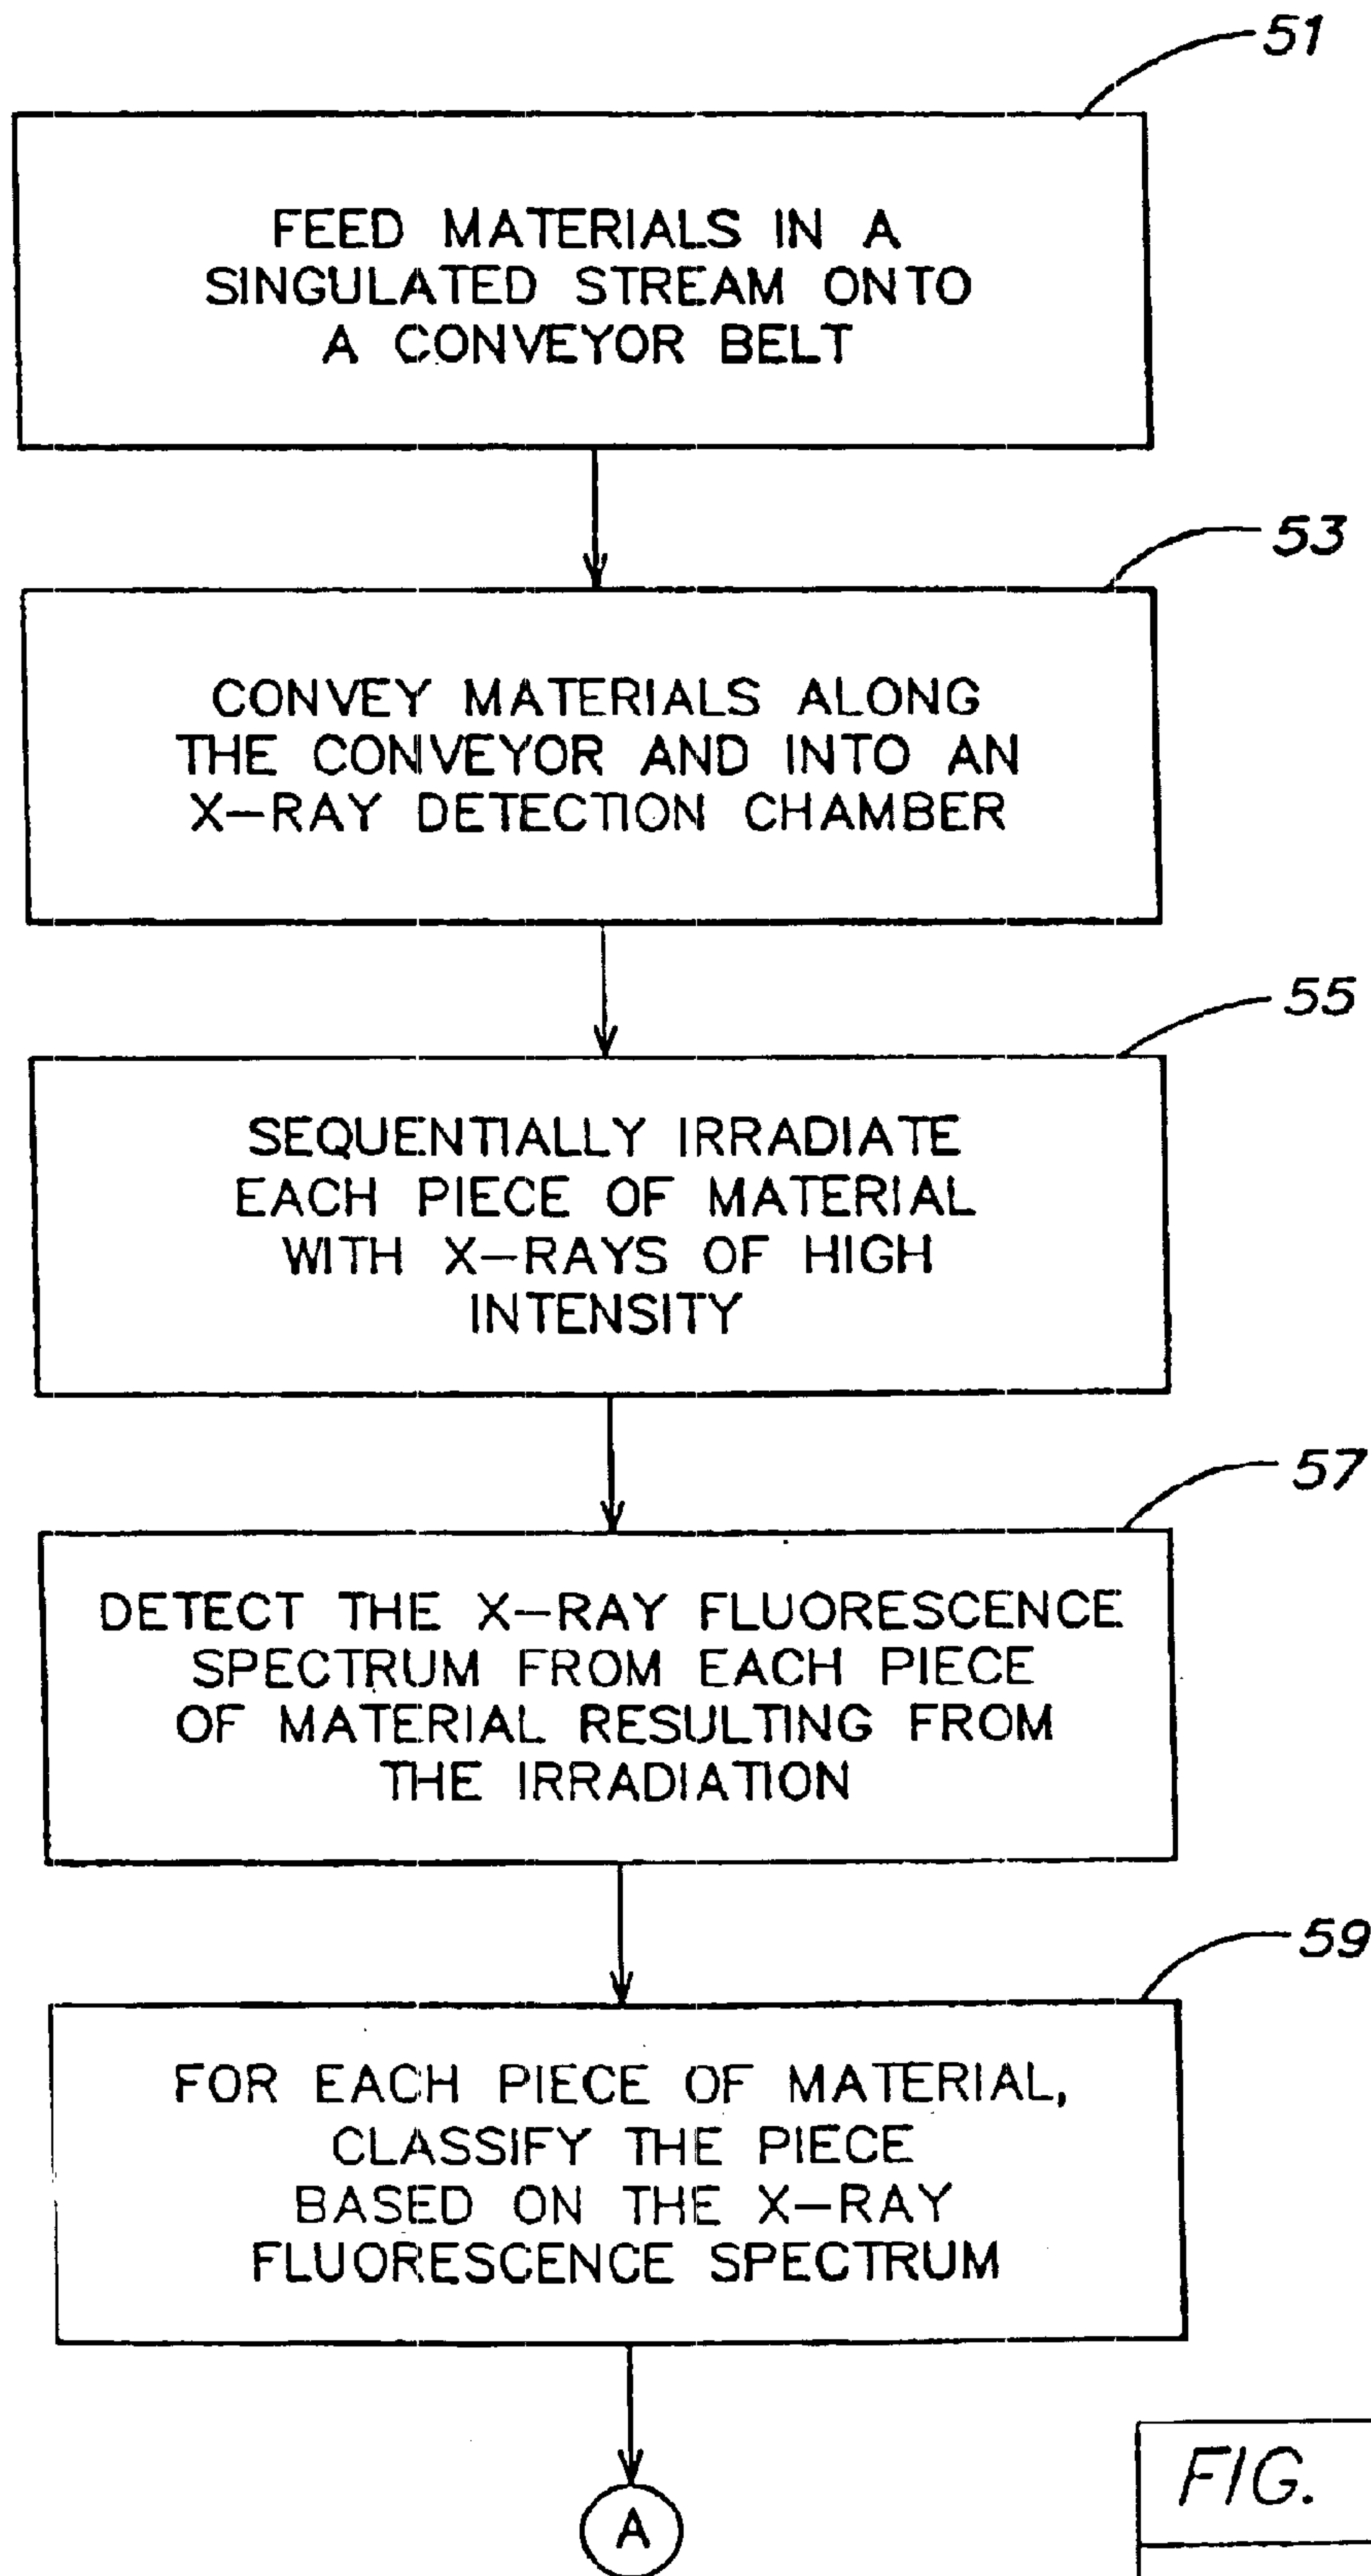 51
FEED MATERIALS IN A
SINGULATED STREAM ONTO
A CONVEYOR BELT
53
CONVEY MATERIALS ALONG
THE CONVEYOR AND INTO AN
X-RAY DETECTION CHAMBER
55
SEQUENTIALLY IRRADIATE
EACH PIECE OF MATERIAL
WITH X-RAYS OF HIGH
INTENSITY
57
DETECT THE X-RAY FLUORESCENCE
SPECTRUM FROM EACH PIECE
OF MATERIAL RESULTING FROM
THE IRRADIATION
59
FOR EACH PIECE OF MATERIAL,
CLASSIFY THE PIECE
BASED ON THE X-RAY
FLUORESCENCE SPECTRUM
A
FIG.